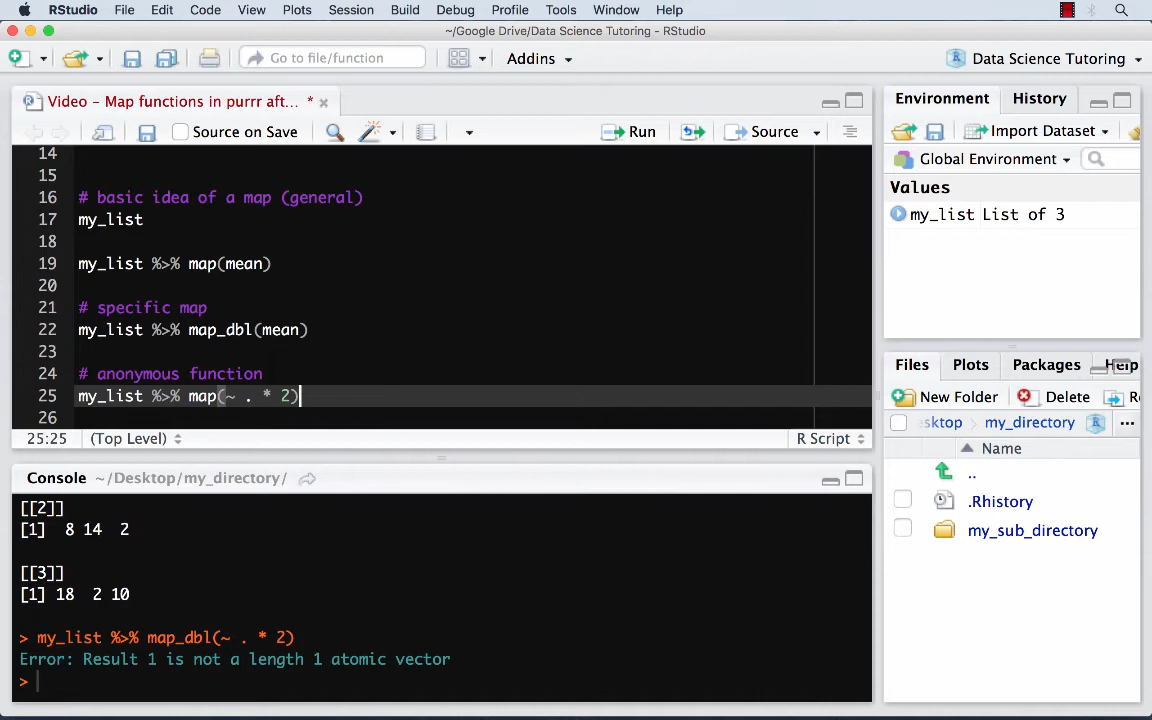 RStudio File Edit Code View Plots Session Build Debug Profile Tools Window Help
~/Google Drive/Data Science Tutoring - RStudio
Go to file/function Addins Data Science Tutoring
Video - Map functions in purrr aft... *
Source on Save Run Source
14
15
16 # basic idea of a map (general)
17 my_list
18
19 my_list %>% map(mean)
20
21 # specific map
22 my_list %>% map_dbl(mean)
23
24 # anonymous function
25 my_list %>% map(~ . * 2)
26
25:25 (Top Level) R Script
Console ~/Desktop/my_directory/
[[2]]
[1]  8 14  2
[[3]]
[1] 18  2 10
> my_list %>% map_dbl(~ . * 2)
Error: Result 1 is not a length 1 atomic vector
>
Environment History
Import Dataset
Global Environment
Values
my_list List of 3
Files Plots Packages Help
New Folder Delete R
sktop my_directory ...
Name
..
.Rhistory
my_sub_directory